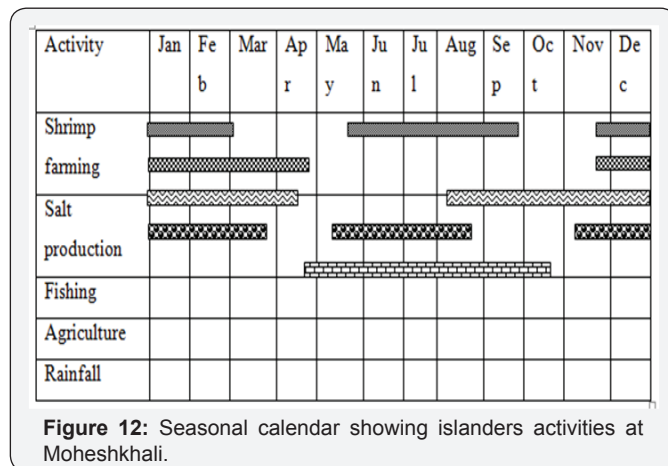 Activity Jan Fe Mar Ap Ma Ju Ju Aug Se Oc Nov De
b r y n l p t c
Shrimp
farming
Salt
production
Fishing
Agriculture
Rainfall
Figure 12: Seasonal calendar showing islanders activities at
Moheshkhali.